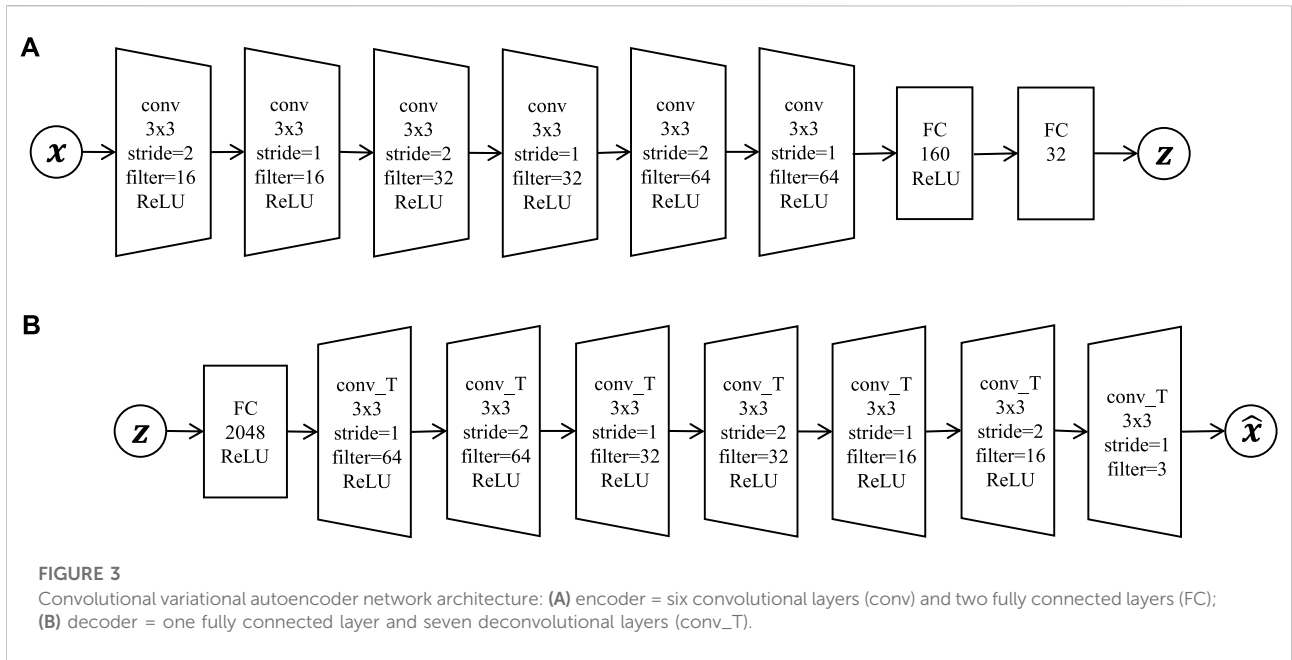 A
x
conv
3x3
stride=2
filter=16
ReLU
conv
3x3
stride=1
filter=16
ReLU
conv
3x3
stride=2
filter=32
ReLU
conv
3x3
stride=1
filter=32
ReLU
conv
3x3
stride=2
filter=64
ReLU
conv
3x3
stride=1
filter=64
ReLU
FC
160
ReLU
FC
32
z
B
z
FC
2048
ReLU
conv_T
3x3
stride=1
filter=64
ReLU
conv_T
3x3
stride=2
filter=64
ReLU
conv_T
3x3
stride=1
filter=32
ReLU
conv_T
3x3
stride=2
filter=32
ReLU
conv_T
3x3
stride=1
filter=16
ReLU
conv_T
3x3
stride=2
filter=16
ReLU
conv_T
3x3
stride=1
filter=3
x̂
FIGURE 3
Convolutional variational autoencoder network architecture: (A) encoder = six convolutional layers (conv) and two fully connected layers (FC);
(B) decoder = one fully connected layer and seven deconvolutional layers (conv_T).